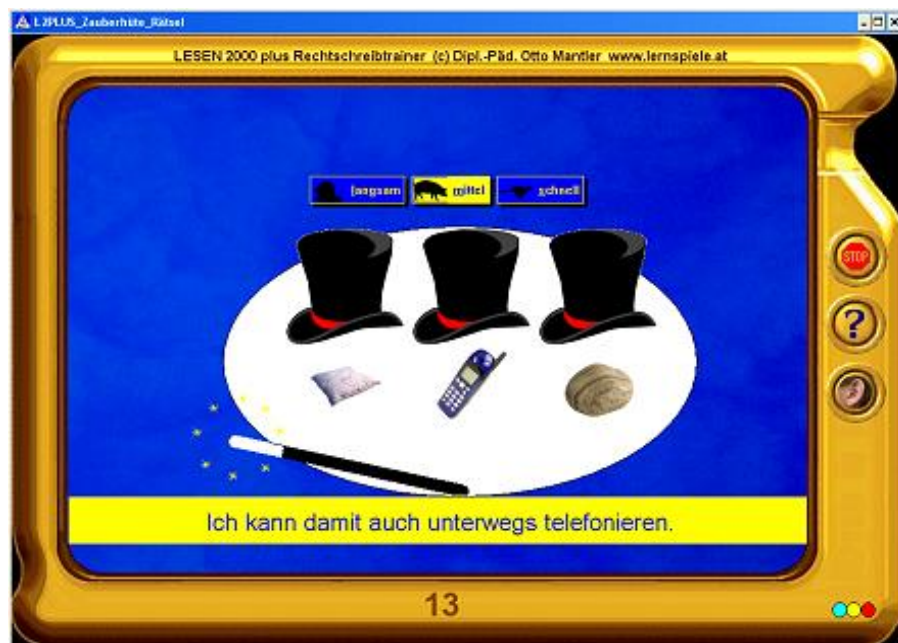 L2PLUS_Zauberhüte_Rätsel
LESEN 2000 plus Rechtschreibtrainer (c) Dipl.-Päd. Otto Mantler www.lernspiele.at
langsam mittel schnell
STOP
?
Ich kann damit auch unterwegs telefonieren.
13